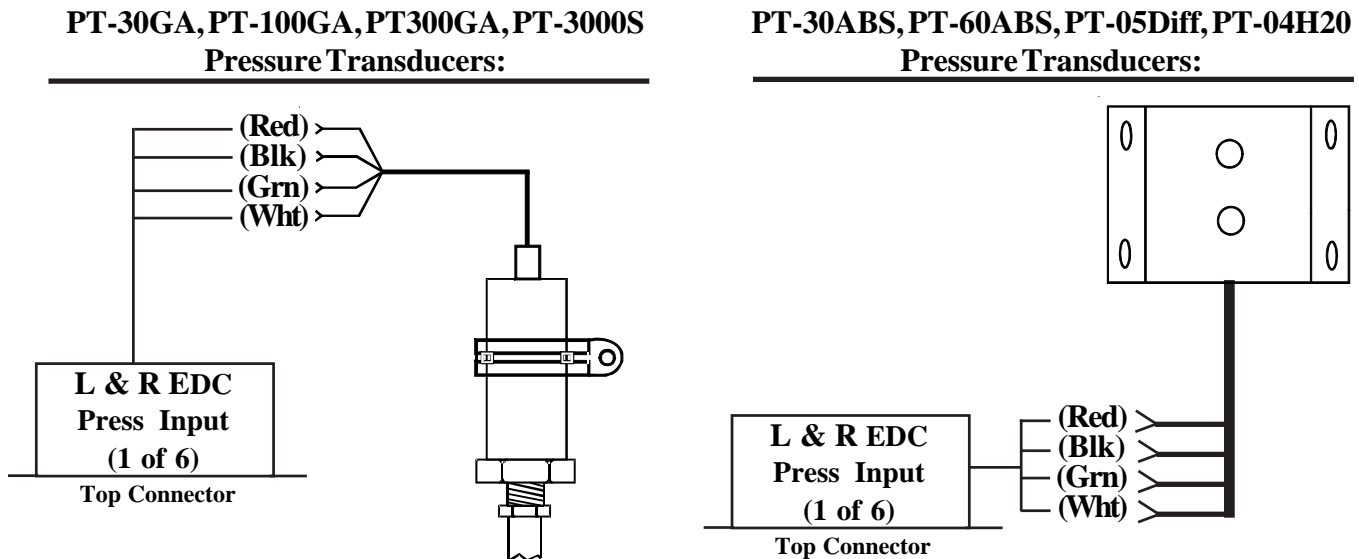 PT-30GA, PT-100GA, PT300GA, PT-3000S
Pressure Transducers:
(Red)
(Blk)
(Grn)
(Wht)
L & R EDC
Press Input
(1 of 6)
Top Connector
PT-30ABS, PT-60ABS, PT-05Diff, PT-04H20
Pressure Transducers:
(Red)
(Blk)
(Grn)
(Wht)
L & R EDC
Press Input
(1 of 6)
Top Connector